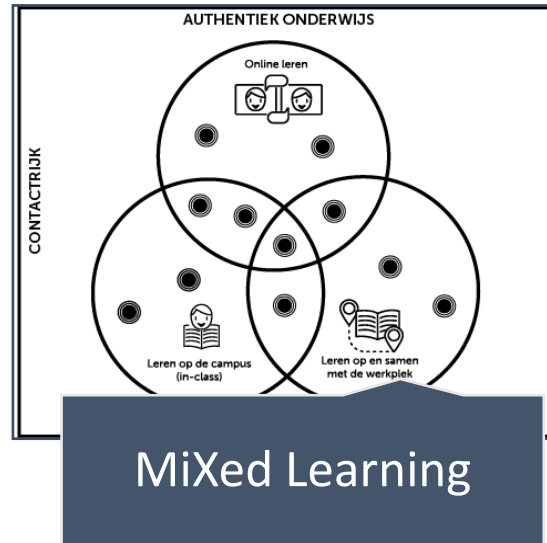 AUTHENTIEK ONDERWIJS
CONTACTRIJK
Online leren
Leren op de campus
(in-class)
Leren op en samen
met de werkplek
MiXed Learning